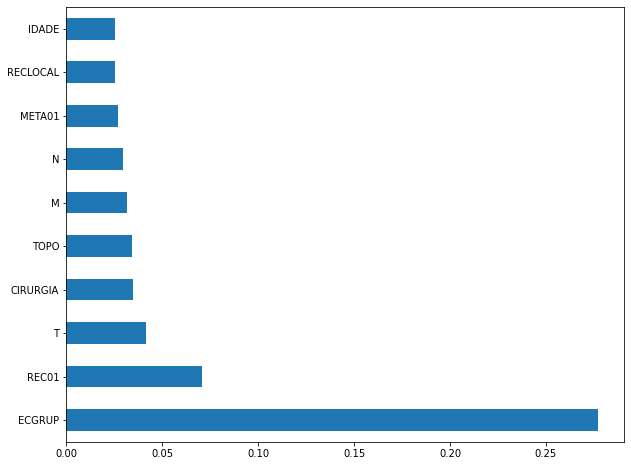 IDADE
RECLOCAL
META01
N
M
TOPO
CIRURGIA
T
REC01
ECGRUP
0.00 0.05 0.10 0.15 0.20 0.25